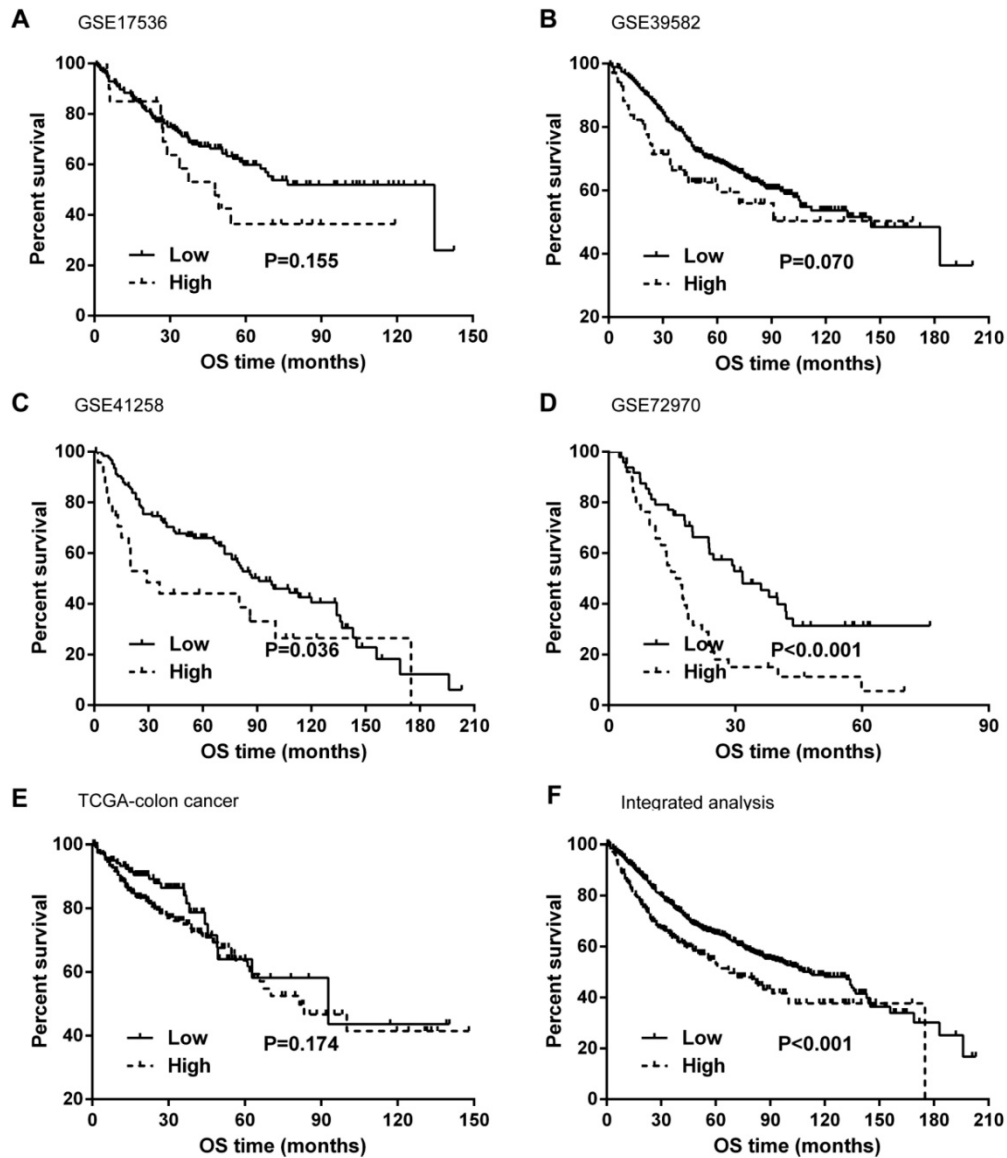 A GSE17536
Percent survival
100
80
60
40
20
0
Low
High
P=0.155
0 30 60 90 120 150
OS time (months)
B GSE39582
Percent survival
100
80
60
40
20
Low
High
P=0.070
0 30 60 90 120 150 180 210
OS time (months)
C GSE41258
Percent survival
100
80
60
40
20
0
Low
High
P=0.036
0 30 60 90 120 150 180 210
OS time (months)
D GSE72970
Percent survival
100
80
60
40
20
0
Low
High
P<0.0.001
0 30 60 90
OS time (months)
E TCGA-colon cancer
Percent survival
100
80
60
40
20
Low
High
P=0.174
0 30 60 90 120 150
OS time (months)
F Integrated analysis
Percent survival
100
80
60
40
20
0
Low
High
P<0.001
0 30 60 90 120 150 180 210
OS time (months)